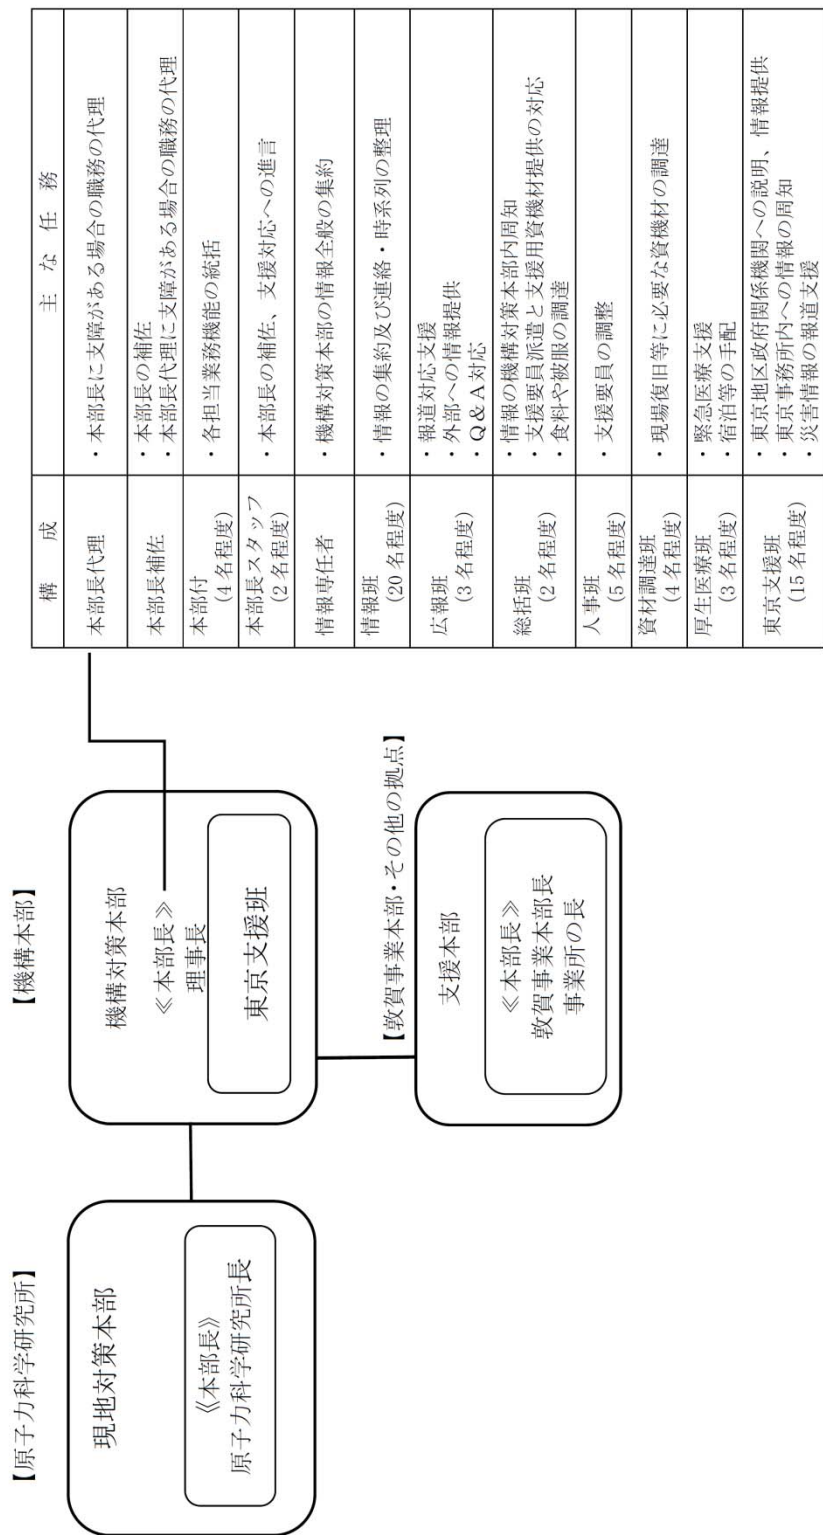 【原子力科学研究所】
現地対策本部
≪本部長≫
原子力科学研究所長
【機構本部】
機構対策本部
≪本部長≫
理事長
東京支援班
【敦賀事業本部・その他の拠点】
支援本部
≪本部長≫
敦賀事業本部長
事業所の長
構　成
主　な　任　務
本部長代理
・本部長に支障がある場合の職務の代理
本部長補佐
・本部長の補佐
・本部長代理に支障がある場合の職務の代理
本部付
(4 名程度)
・各担当業務機能の統括
本部長スタッフ
(2 名程度)
・本部長の補佐、支援対応への進言
情報専任者
・機構対策本部の情報全般の集約
情報班
(20 名程度)
・情報の集約及び連絡・時系列の整理
広報班
(3 名程度)
・報道対応支援
・外部への情報提供
・Q＆A 対応
総括班
(2 名程度)
・情報の機構対策本部内周知
・支援要員派遣と支援用資機材提供の対応
・食料や被服の調達
人事班
(5 名程度)
・支援要員の調整
資材調達班
(4 名程度)
・現場復旧等に必要な資機材の調達
厚生医療班
(3 名程度)
・緊急医療支援
・宿泊等の手配
東京支援班
(15 名程度)
・東京地区政府関係機関への説明、情報提供
・東京事務所内への情報の周知
・災害情報の報道支援